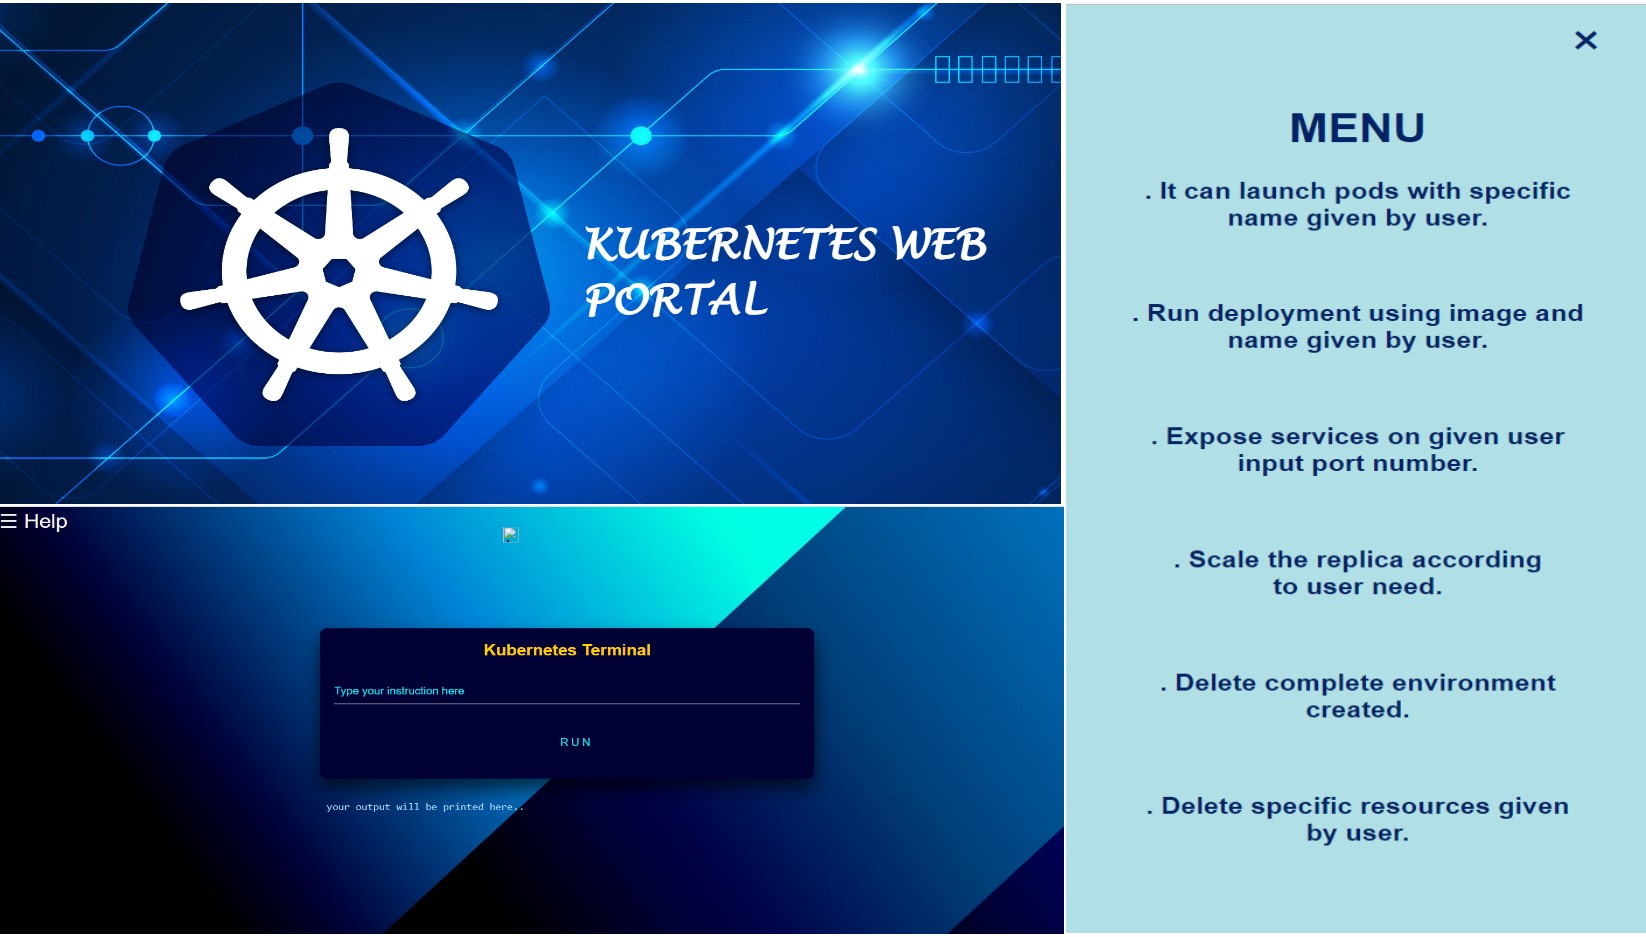 KUBERNETES WEB
PORTAL
☰ Help
Kubernetes Terminal
Type your instruction here
RUN
your output will be printed here..
✕
MENU
. It can launch pods with specific
name given by user.
. Run deployment using image and
name given by user.
. Expose services on given user
input port number.
. Scale the replica according
to user need.
. Delete complete environment
created.
. Delete specific resources given
by user.